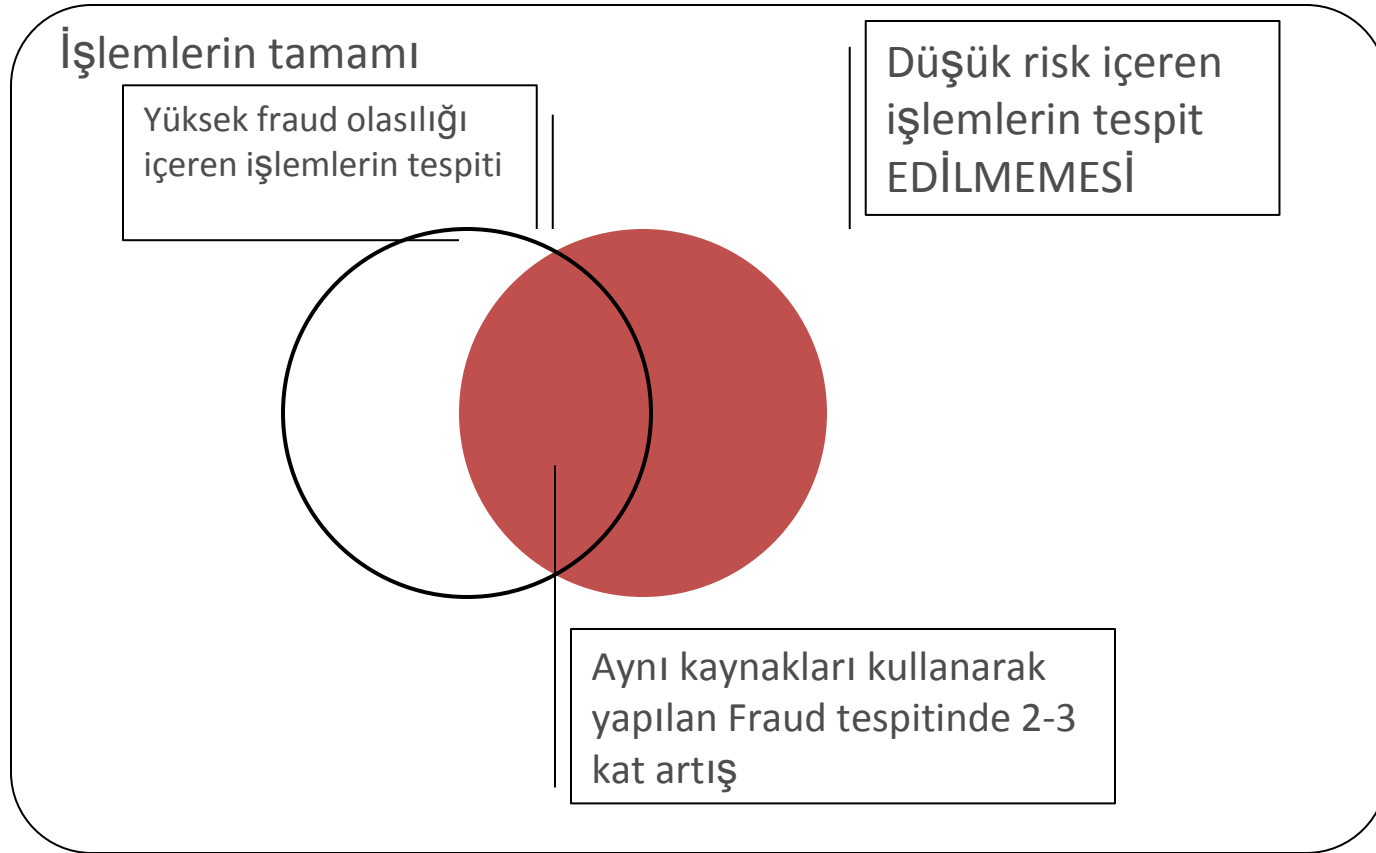 İşlemlerin tamamı
Yüksek fraud olasılığı
içeren işlemlerin tespiti
Düşük risk içeren
işlemlerin tespit
EDİLMEMESİ
Aynı kaynakları kullanarak
yapılan Fraud tespitinde 2-3
kat artış